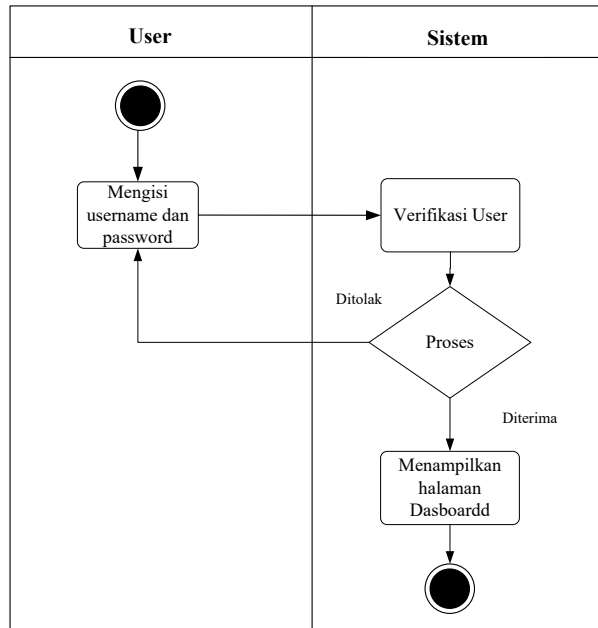 User
Sistem
Mengisi
username dan
password
Verifikasi User
Ditolak
Proses
Diterima
Menampilkan
halaman
Dasboardd